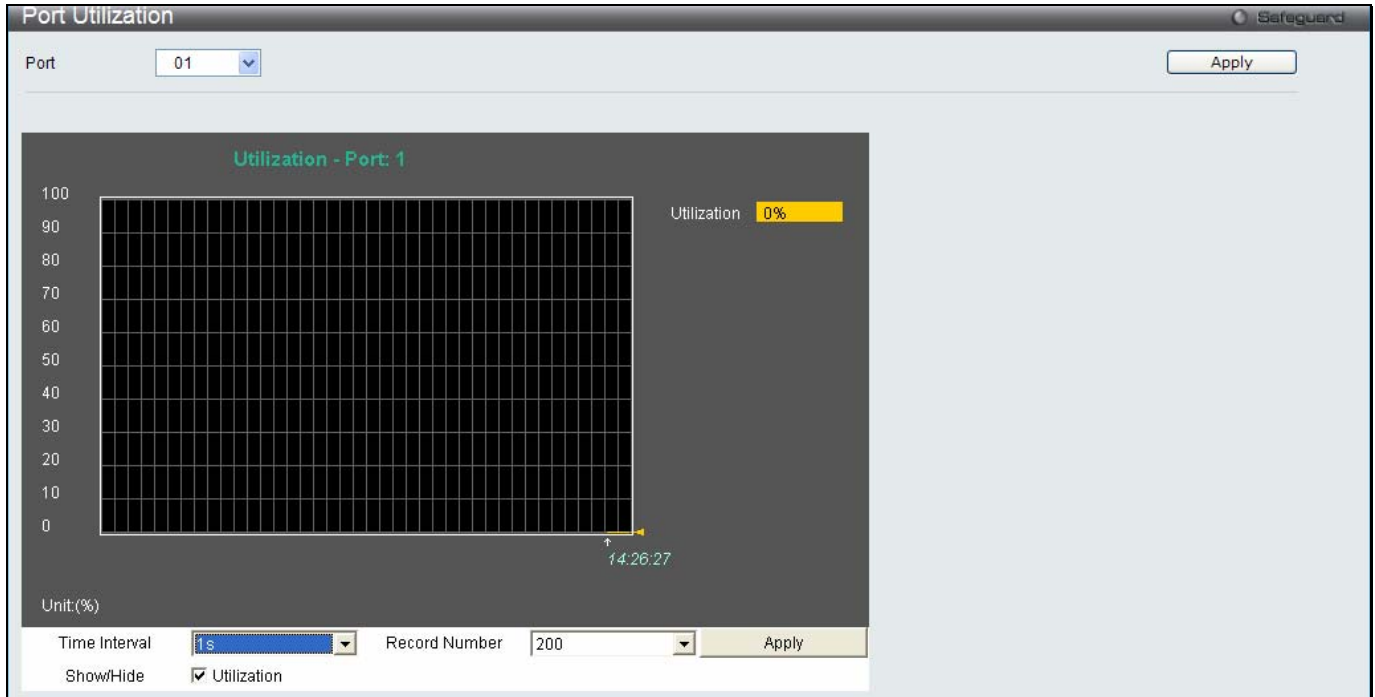 Port Utilization
Safeguard
Port 01 Apply
Utilization - Port: 1
100
90
80
70
60
50
40
30
20
10
0
Utilization 0%
14:26:27
Unit:(%)
Time Interval 1s Record Number 200 Apply
Show/Hide Utilization